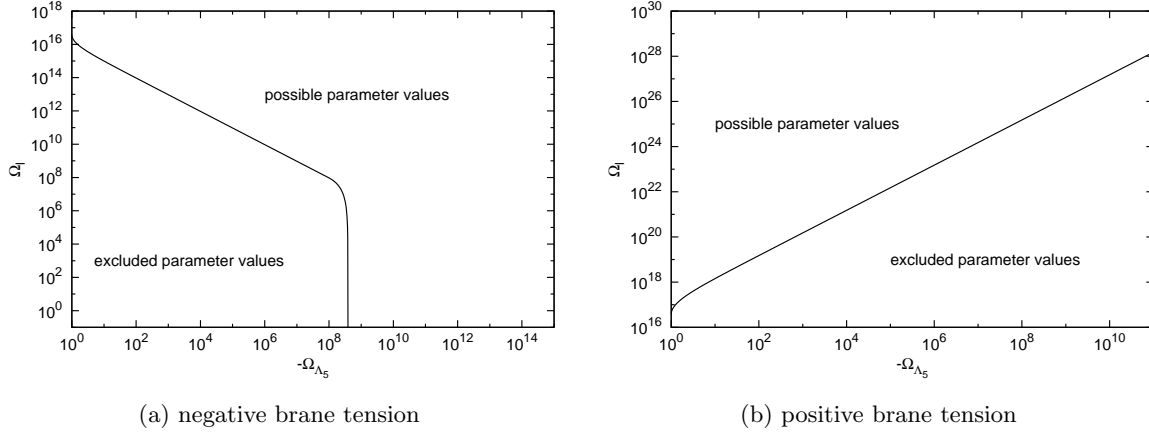 10^18
10^16
10^14
10^12
10^10
10^8
10^6
10^4
10^2
10^0
Ω_l
possible parameter values
excluded parameter values
10^0 10^2 10^4 10^6 10^8 10^10 10^12 10^14
-Ω_Λ_5
(a) negative brane tension
10^28
10^26
10^24
10^22
10^20
10^18
10^16
Ω_l
possible parameter values
excluded parameter values
10^0 10^2 10^4 10^6 10^8 10^10
-Ω_Λ_5
(b) positive brane tension